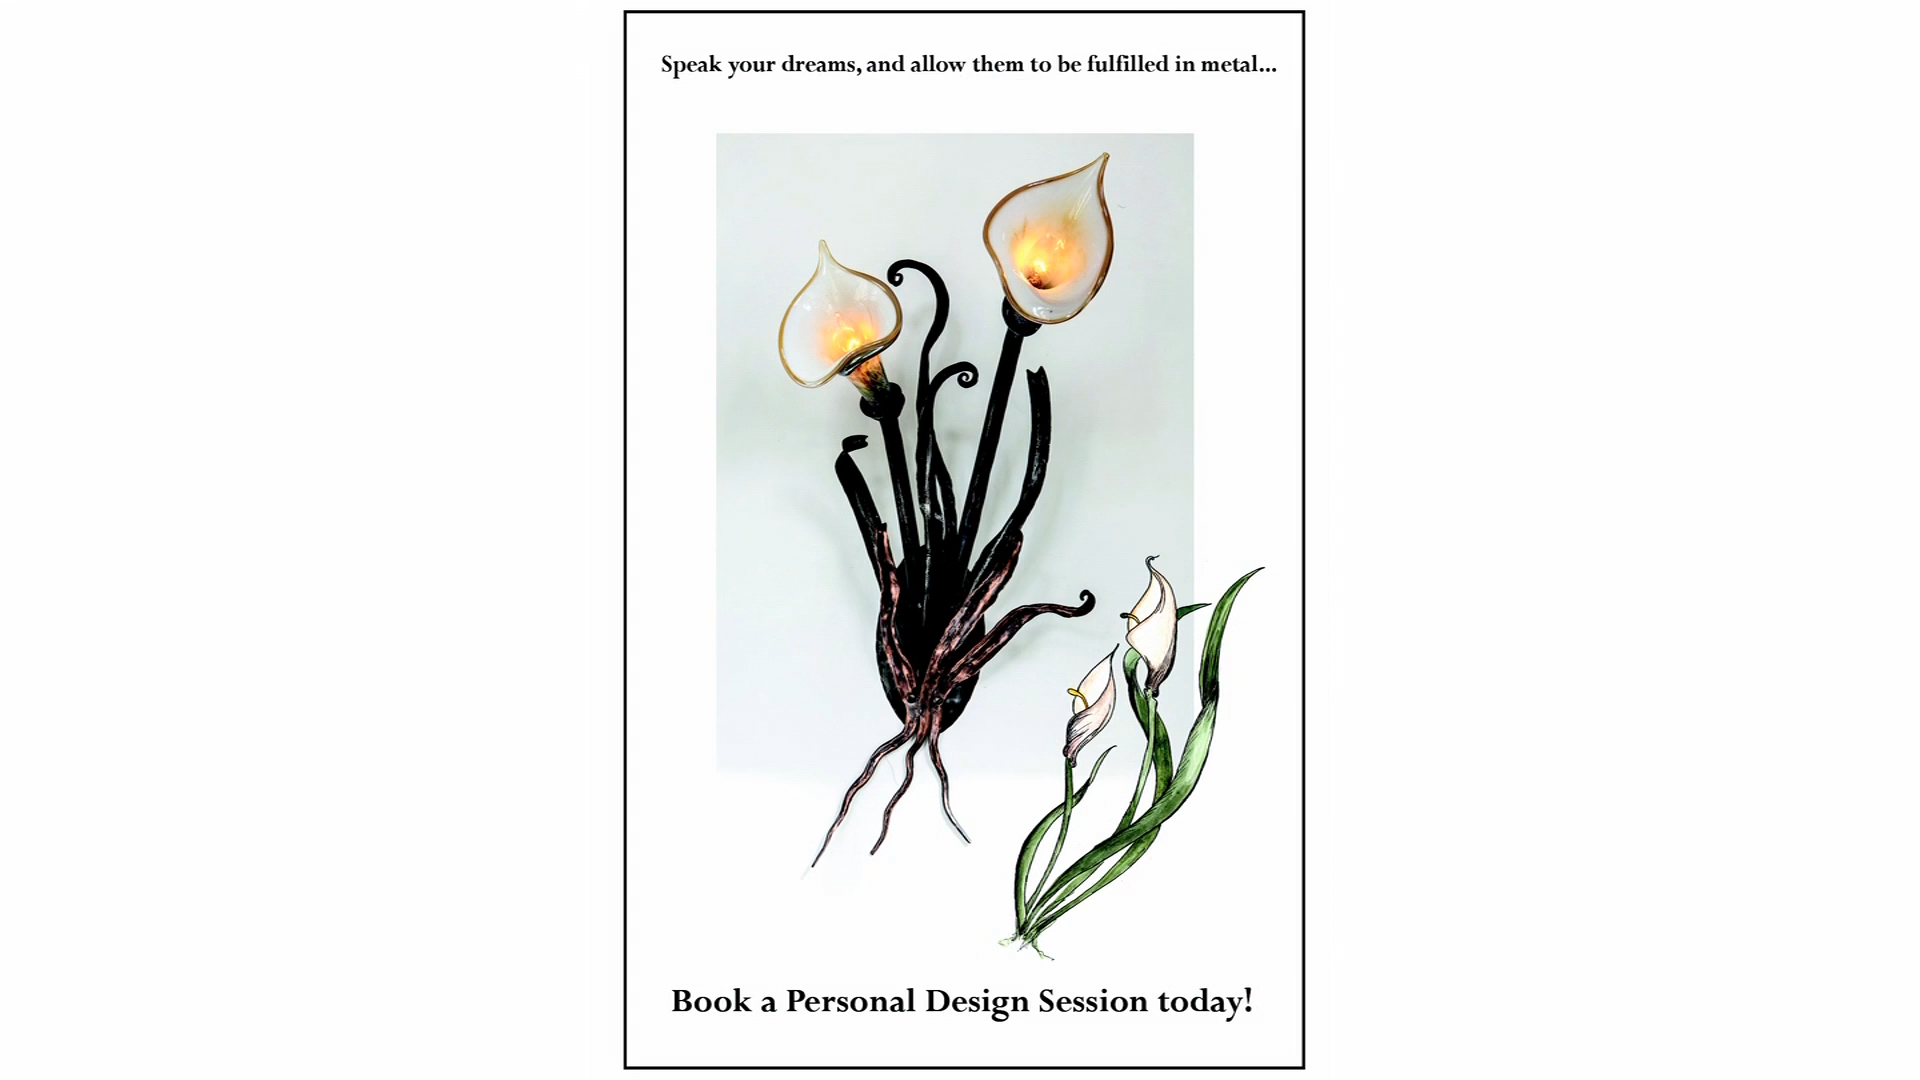 Speak your dreams, and allow them to be fulfilled in metal...
Book a Personal Design Session today!